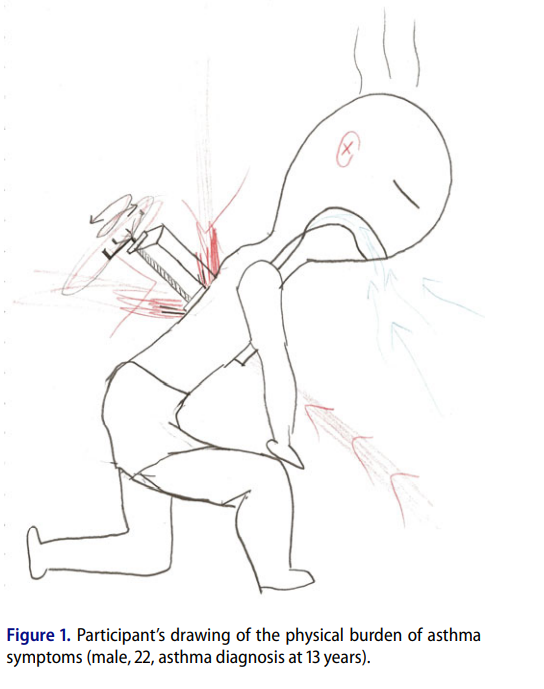 Figure 1. Participant's drawing of the physical burden of asthma
symptoms (male, 22, asthma diagnosis at 13 years).